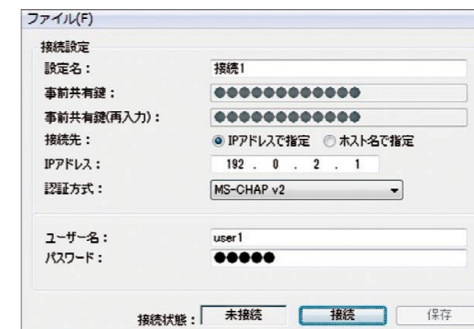 ファイル(F)
接続設定
設定名： 接続1
事前共有鍵： ●●●●●●●●●●●●
事前共有鍵(再入力)： ●●●●●●●●●●●●
接続先： IPアドレスで指定 ホスト名で指定
IPアドレス： 192 . 0 . 2 . 1
認証方式： MS-CHAP v2
ユーザー名： user1
パスワード： ●●●●●
接続状態： 未接続 接続 保存